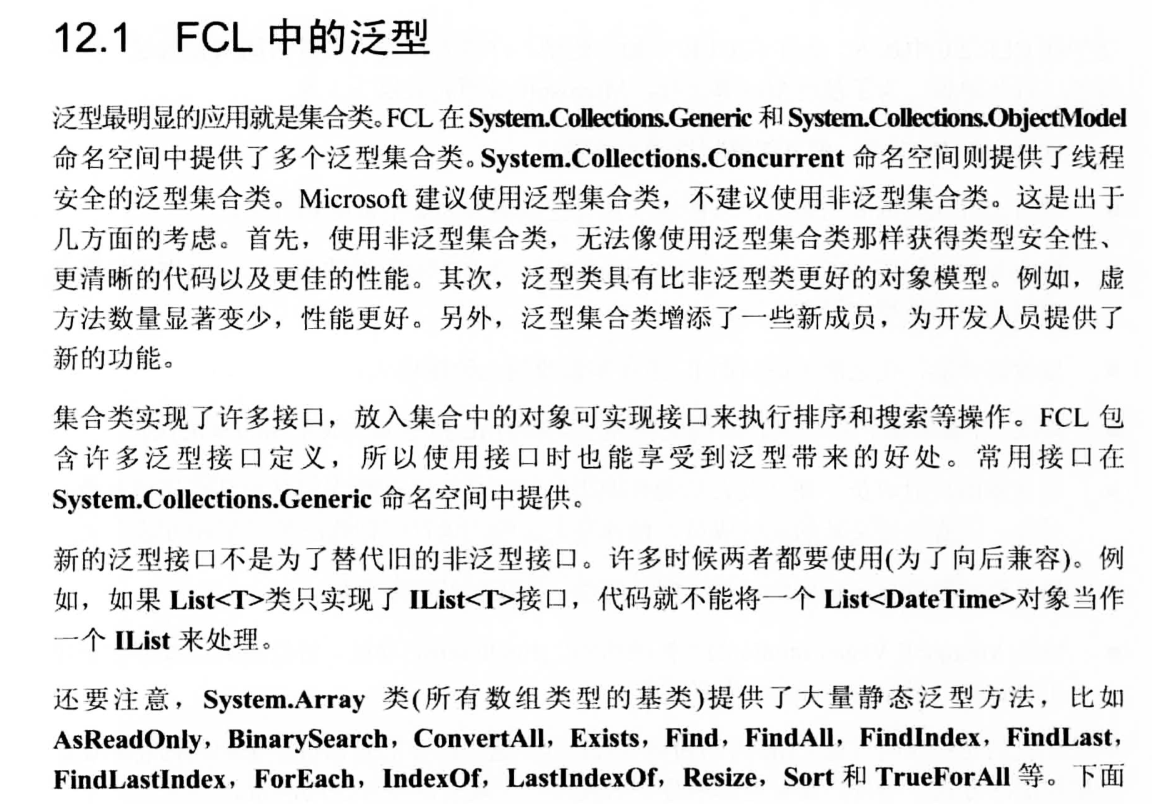 12.1 FCL 中的泛型
泛型最明显的应用就是集合类。FCL 在 System.Collections.Generic 和 System.Collections.ObjectModel
命名空间中提供了多个泛型集合类。System.Collections.Concurrent 命名空间则提供了线程
安全的泛型集合类。Microsoft 建议使用泛型集合类，不建议使用非泛型集合类。这是出于
几方面的考虑。首先，使用非泛型集合类，无法像使用泛型集合类那样获得类型安全性、
更清晰的代码以及更佳的性能。其次，泛型类具有比非泛型类更好的对象模型。例如，虚
方法数量显著变少，性能更好。另外，泛型集合类增添了一些新成员，为开发人员提供了
新的功能。
集合类实现了许多接口，放入集合中的对象可实现接口来执行排序和搜索等操作。FCL 包
含许多泛型接口定义，所以使用接口时也能享受到泛型带来的好处。常用接口在
System.Collections.Generic 命名空间中提供。
新的泛型接口不是为了替代旧的非泛型接口。许多时候两者都要使用(为了向后兼容)。例
如，如果 List<T>类只实现了 IList<T>接口，代码就不能将一个 List<DateTime>对象当作
一个 IList 来处理。
还要注意，System.Array 类(所有数组类型的基类)提供了大量静态泛型方法，比如
AsReadOnly，BinarySearch，ConvertAll，Exists，Find，FindAll，FindIndex，FindLast，
FindLastIndex，ForEach，IndexOf，LastIndexOf，Resize，Sort 和 TrueForAll 等。下面